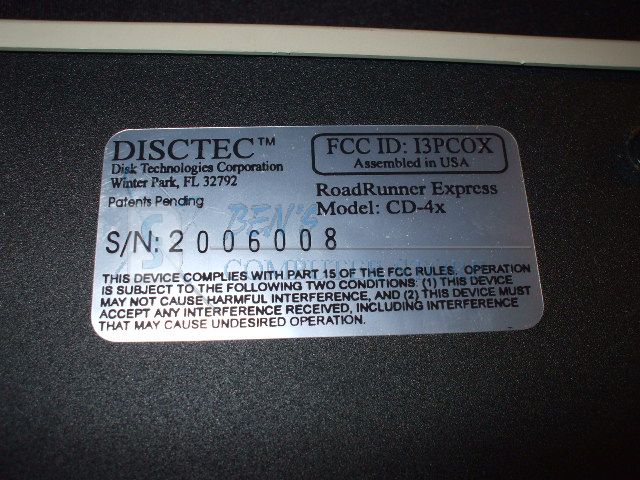 DISCTEC™
Disk Technologies Corporation
Winter Park, FL 32792
Patents Pending
FCC ID: I3PCOX
Assembled in USA
RoadRunner Express
Model: CD-4x
S/N: 2006008
BEN'S
COMPUTER
THIS DEVICE COMPLIES WITH PART 15 OF THE FCC RULES. OPERATION
IS SUBJECT TO THE FOLLOWING TWO CONDITIONS: (1) THIS DEVICE
MAY NOT CAUSE HARMFUL INTERFERENCE, AND (2) THIS DEVICE MUST
ACCEPT ANY INTERFERENCE RECEIVED, INCLUDING INTERFERENCE
THAT MAY CAUSE UNDESIRED OPERATION.